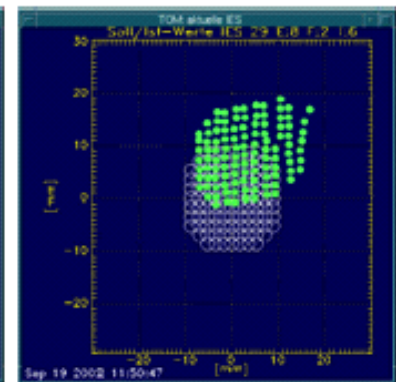 TOM aktuelle IES
Soll/Ist-Werte IES 29 E.8 F.2 I.6
30
20
10
0
-10
-20
[mm]
-20 -10 0 10 20
[mm]
Sep 19 2002 11:50:47